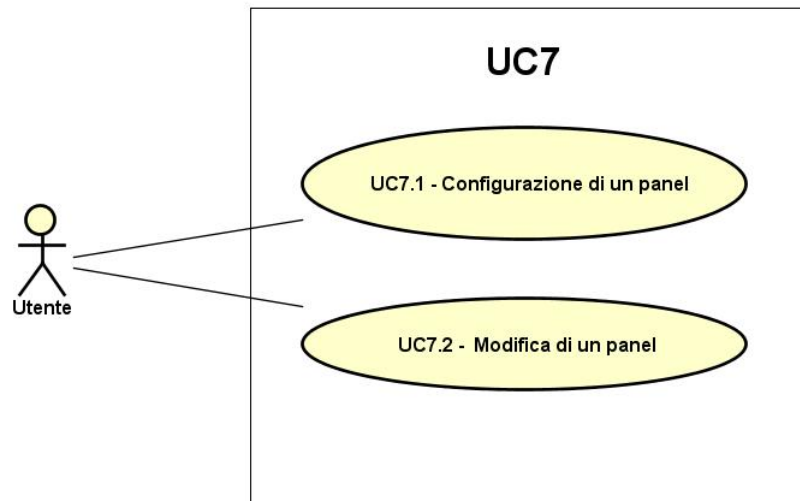 UC7
UC7.1 - Configurazione di un panel
Utente
UC7.2 - Modifica di un panel